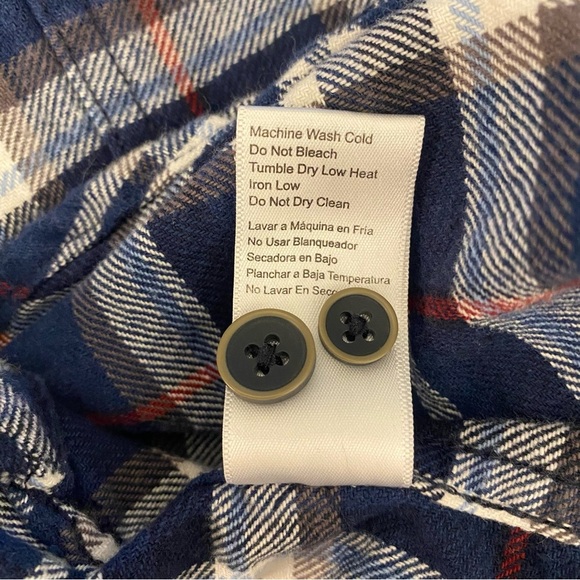 Machine Wash Cold
Do Not Bleach
Tumble Dry Low Heat
Iron Low
Do Not Dry Clean
Lavar a Máquina en Fría
No Usar Blanqueador
Secadora en Bajo
Planchar a Baja Temperatura
No Lavar En Seco